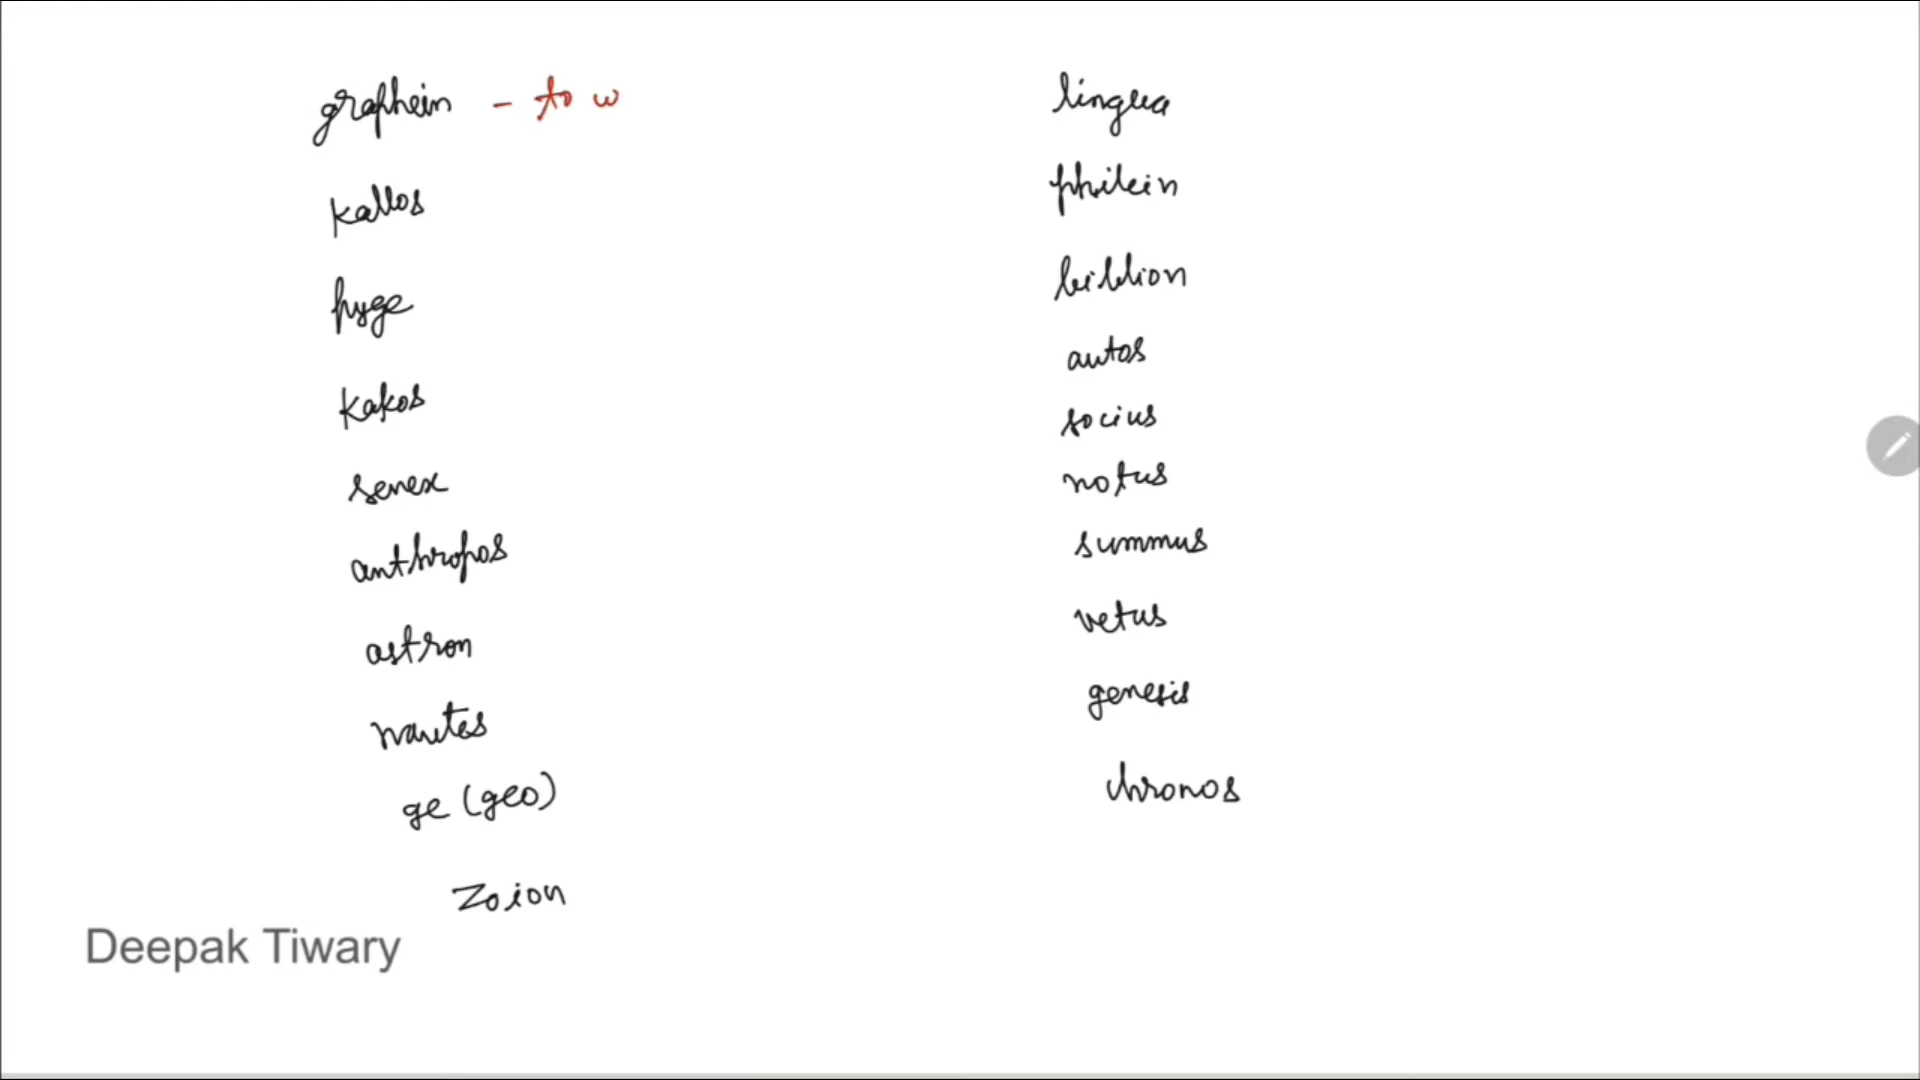 graphein - to w
kallos
hyge
kakos
senex
anthropos
astron
nautes
ge (geo)
zoion
lingua
philein
biblion
autos
socius
notus
summus
vetus
genesis
chronos
Deepak Tiwary